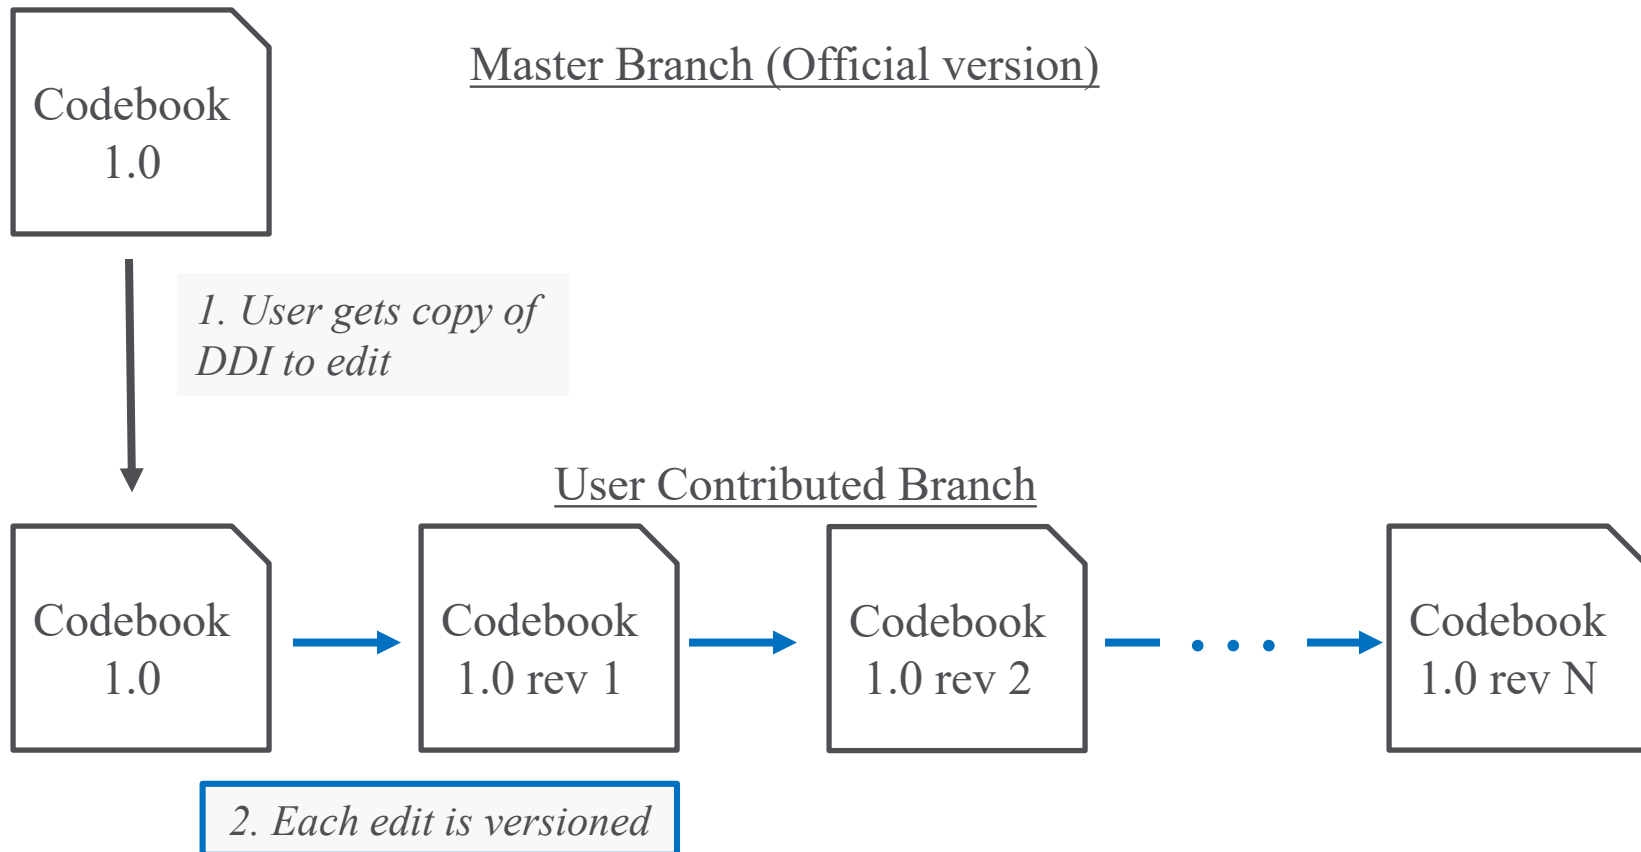 Master Branch (Official version)
Codebook
1.0
1. User gets copy of
DDI to edit
User Contributed Branch
Codebook
1.0
Codebook
1.0 rev 1
Codebook
1.0 rev 2
Codebook
1.0 rev N
2. Each edit is versioned